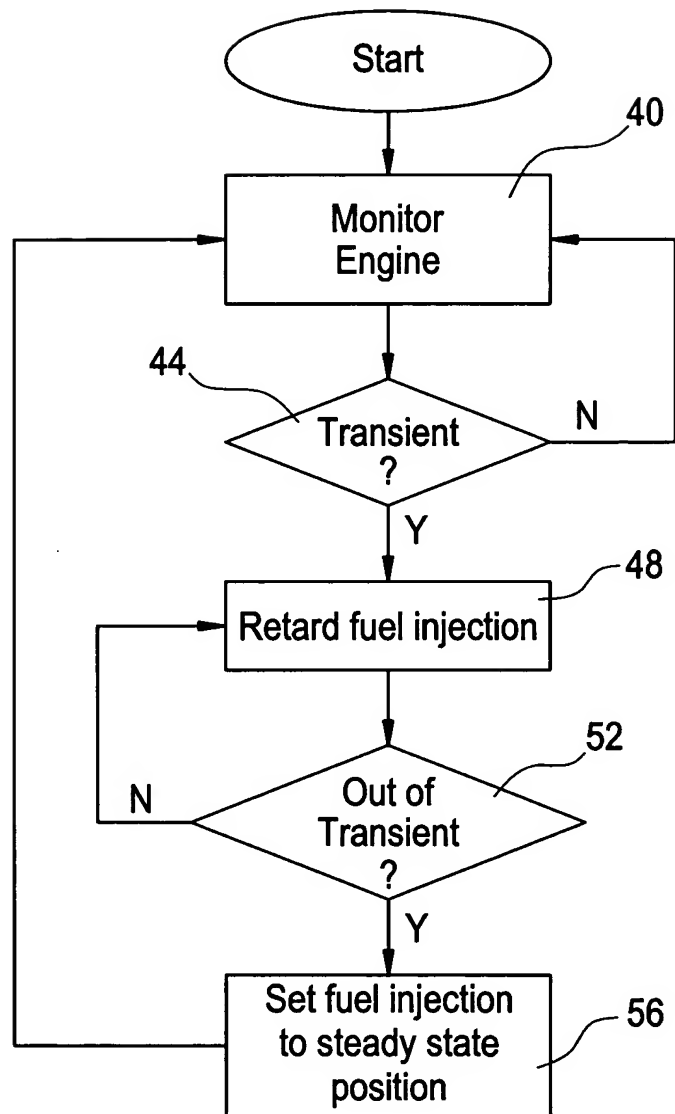 Start
40
Monitor
Engine
44
Transient
?
N
Y
48
Retard fuel injection
52
Out of
Transient
?
N
Y
Set fuel injection
to steady state
position
56